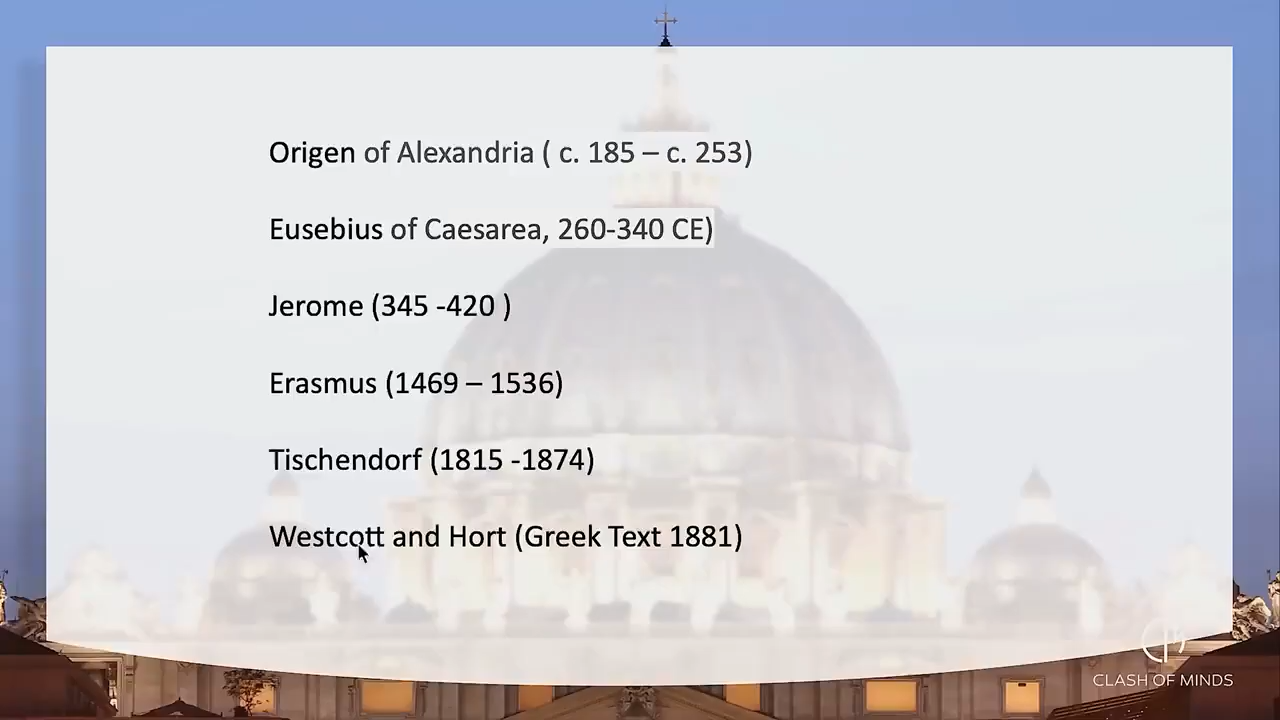 Origen of Alexandria ( c. 185 – c. 253)
Eusebius of Caesarea, 260-340 CE)
Jerome (345 -420 )
Erasmus (1469 – 1536)
Tischendorf (1815 -1874)
Westcott and Hort (Greek Text 1881)
CLASH OF MINDS